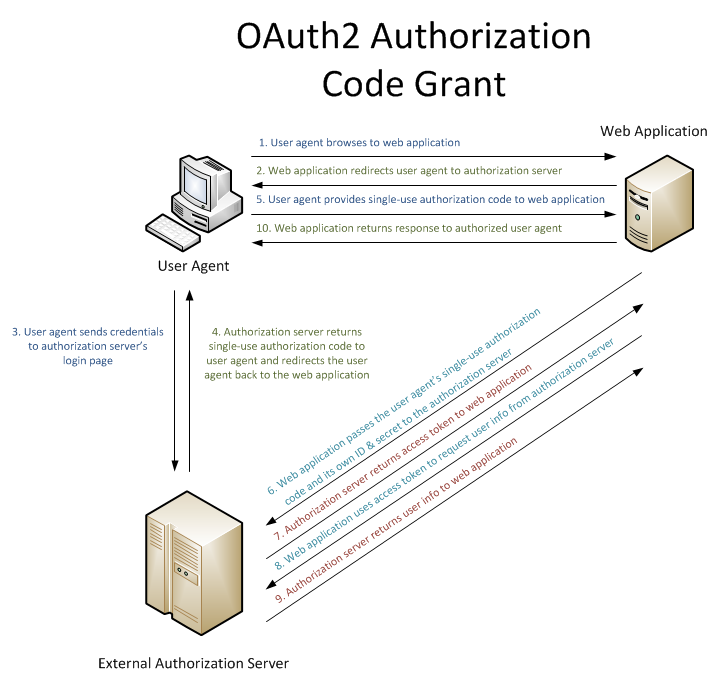 OAuth2 Authorization
Code Grant
Web Application
1. User agent browses to web application
2. Web application redirects user agent to authorization server
5. User agent provides single-use authorization code to web application
10. Web application returns response to authorized user agent
User Agent
3. User agent sends credentials
to authorization server's
login page
4. Authorization server returns
single-use authorization code to
user agent and redirects the user
agent back to the web application
6. Web application passes the user agent's single-use authorization
code and its own ID & secret to the authorization server
7. Authorization server returns access token to web application
8. Web application uses access token to request user info from authorization server
9. Authorization server returns user info to web application
External Authorization Server